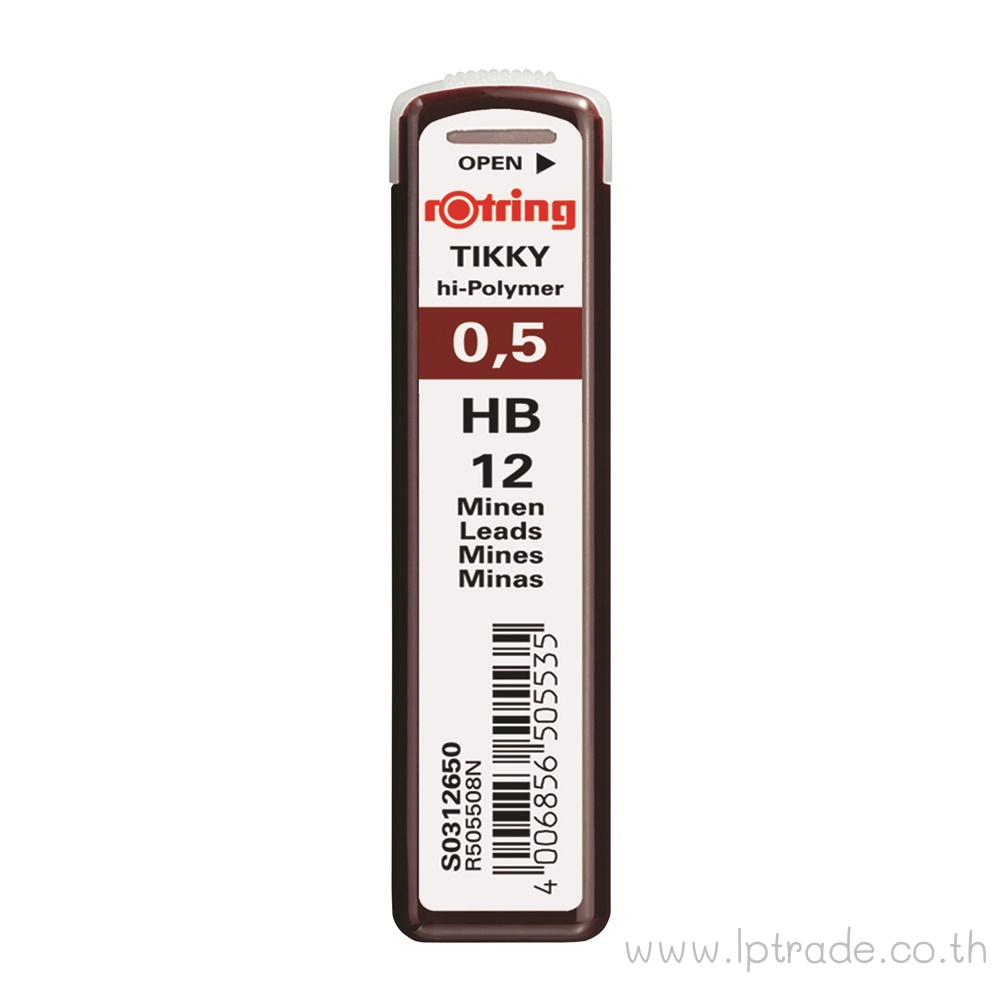 OPEN ▶
rotring
TIKKY
hi-Polymer
0,5
HB
12
Minen
Leads
Mines
Minas
S0312650
R505508N
4 006856 505535
www.lptrade.co.th